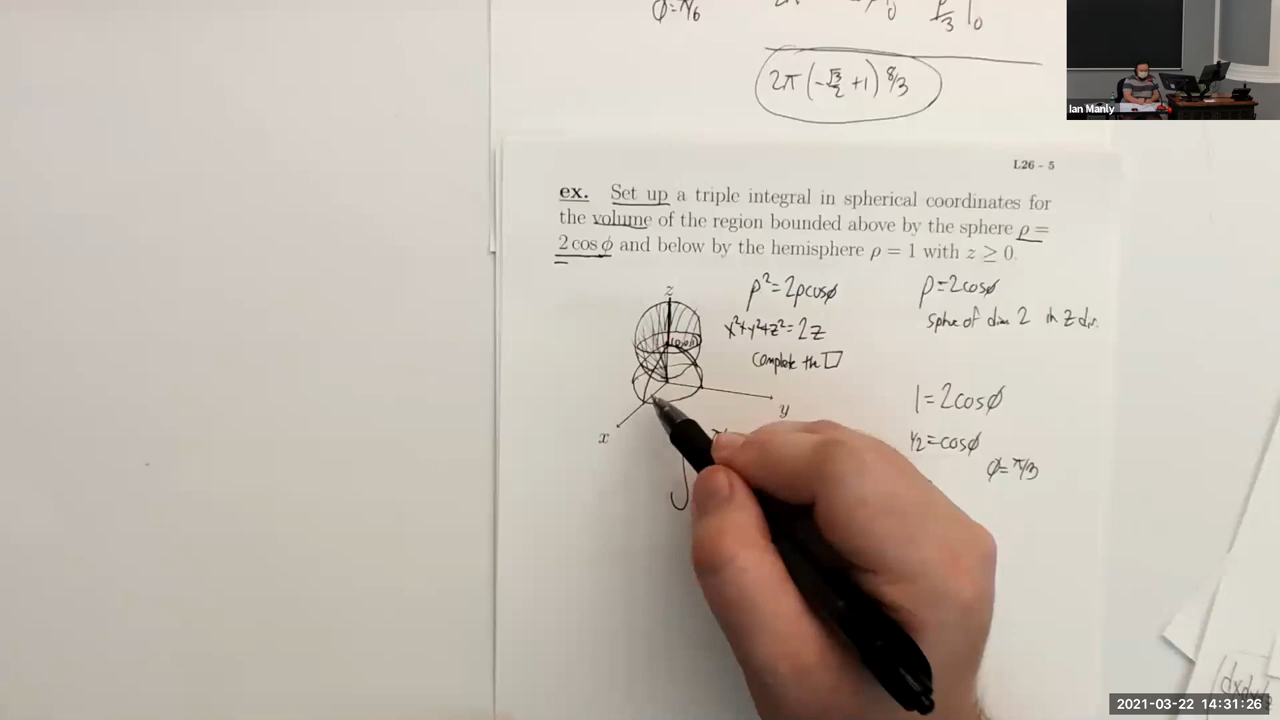 φ=π/6
2π(-√3/2 +1) 8/3
Ian Manly
L26 - 5
ex. Set up a triple integral in spherical coordinates for
the volume of the region bounded above by the sphere ρ =
2 cos φ and below by the hemisphere ρ = 1 with z ≥ 0.
z
ρ²=2ρcosφ
x²+y²+z²=2z
Complete the □
ρ=2cosφ
sphere of diam 2 in z dir.
1=2cosφ
1/2=cosφ
φ=π/3
y
x
2021-03-22 14:31:26